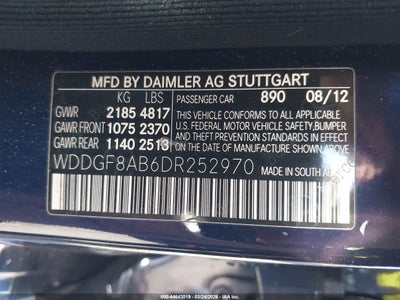 MFD BY DAIMLER AG STUTTGART
KG LBS
GVWR 2185 4817
GAWR FRONT 1075 2370
GAWR REAR 1140 2513
PASSENGER CAR 890 08/12
THIS VEHICLE CONFORMS TO ALL APPLICABLE
U.S. FEDERAL MOTOR VEHICLE SAFETY, BUMPER
AND THEFT PREVENTION STANDARDS IN EFFECT
ON THE DATE OF MANUFACTURE SHOWN ABOVE.
WDDGF8AB6DR252970
MADE IN SOUTH